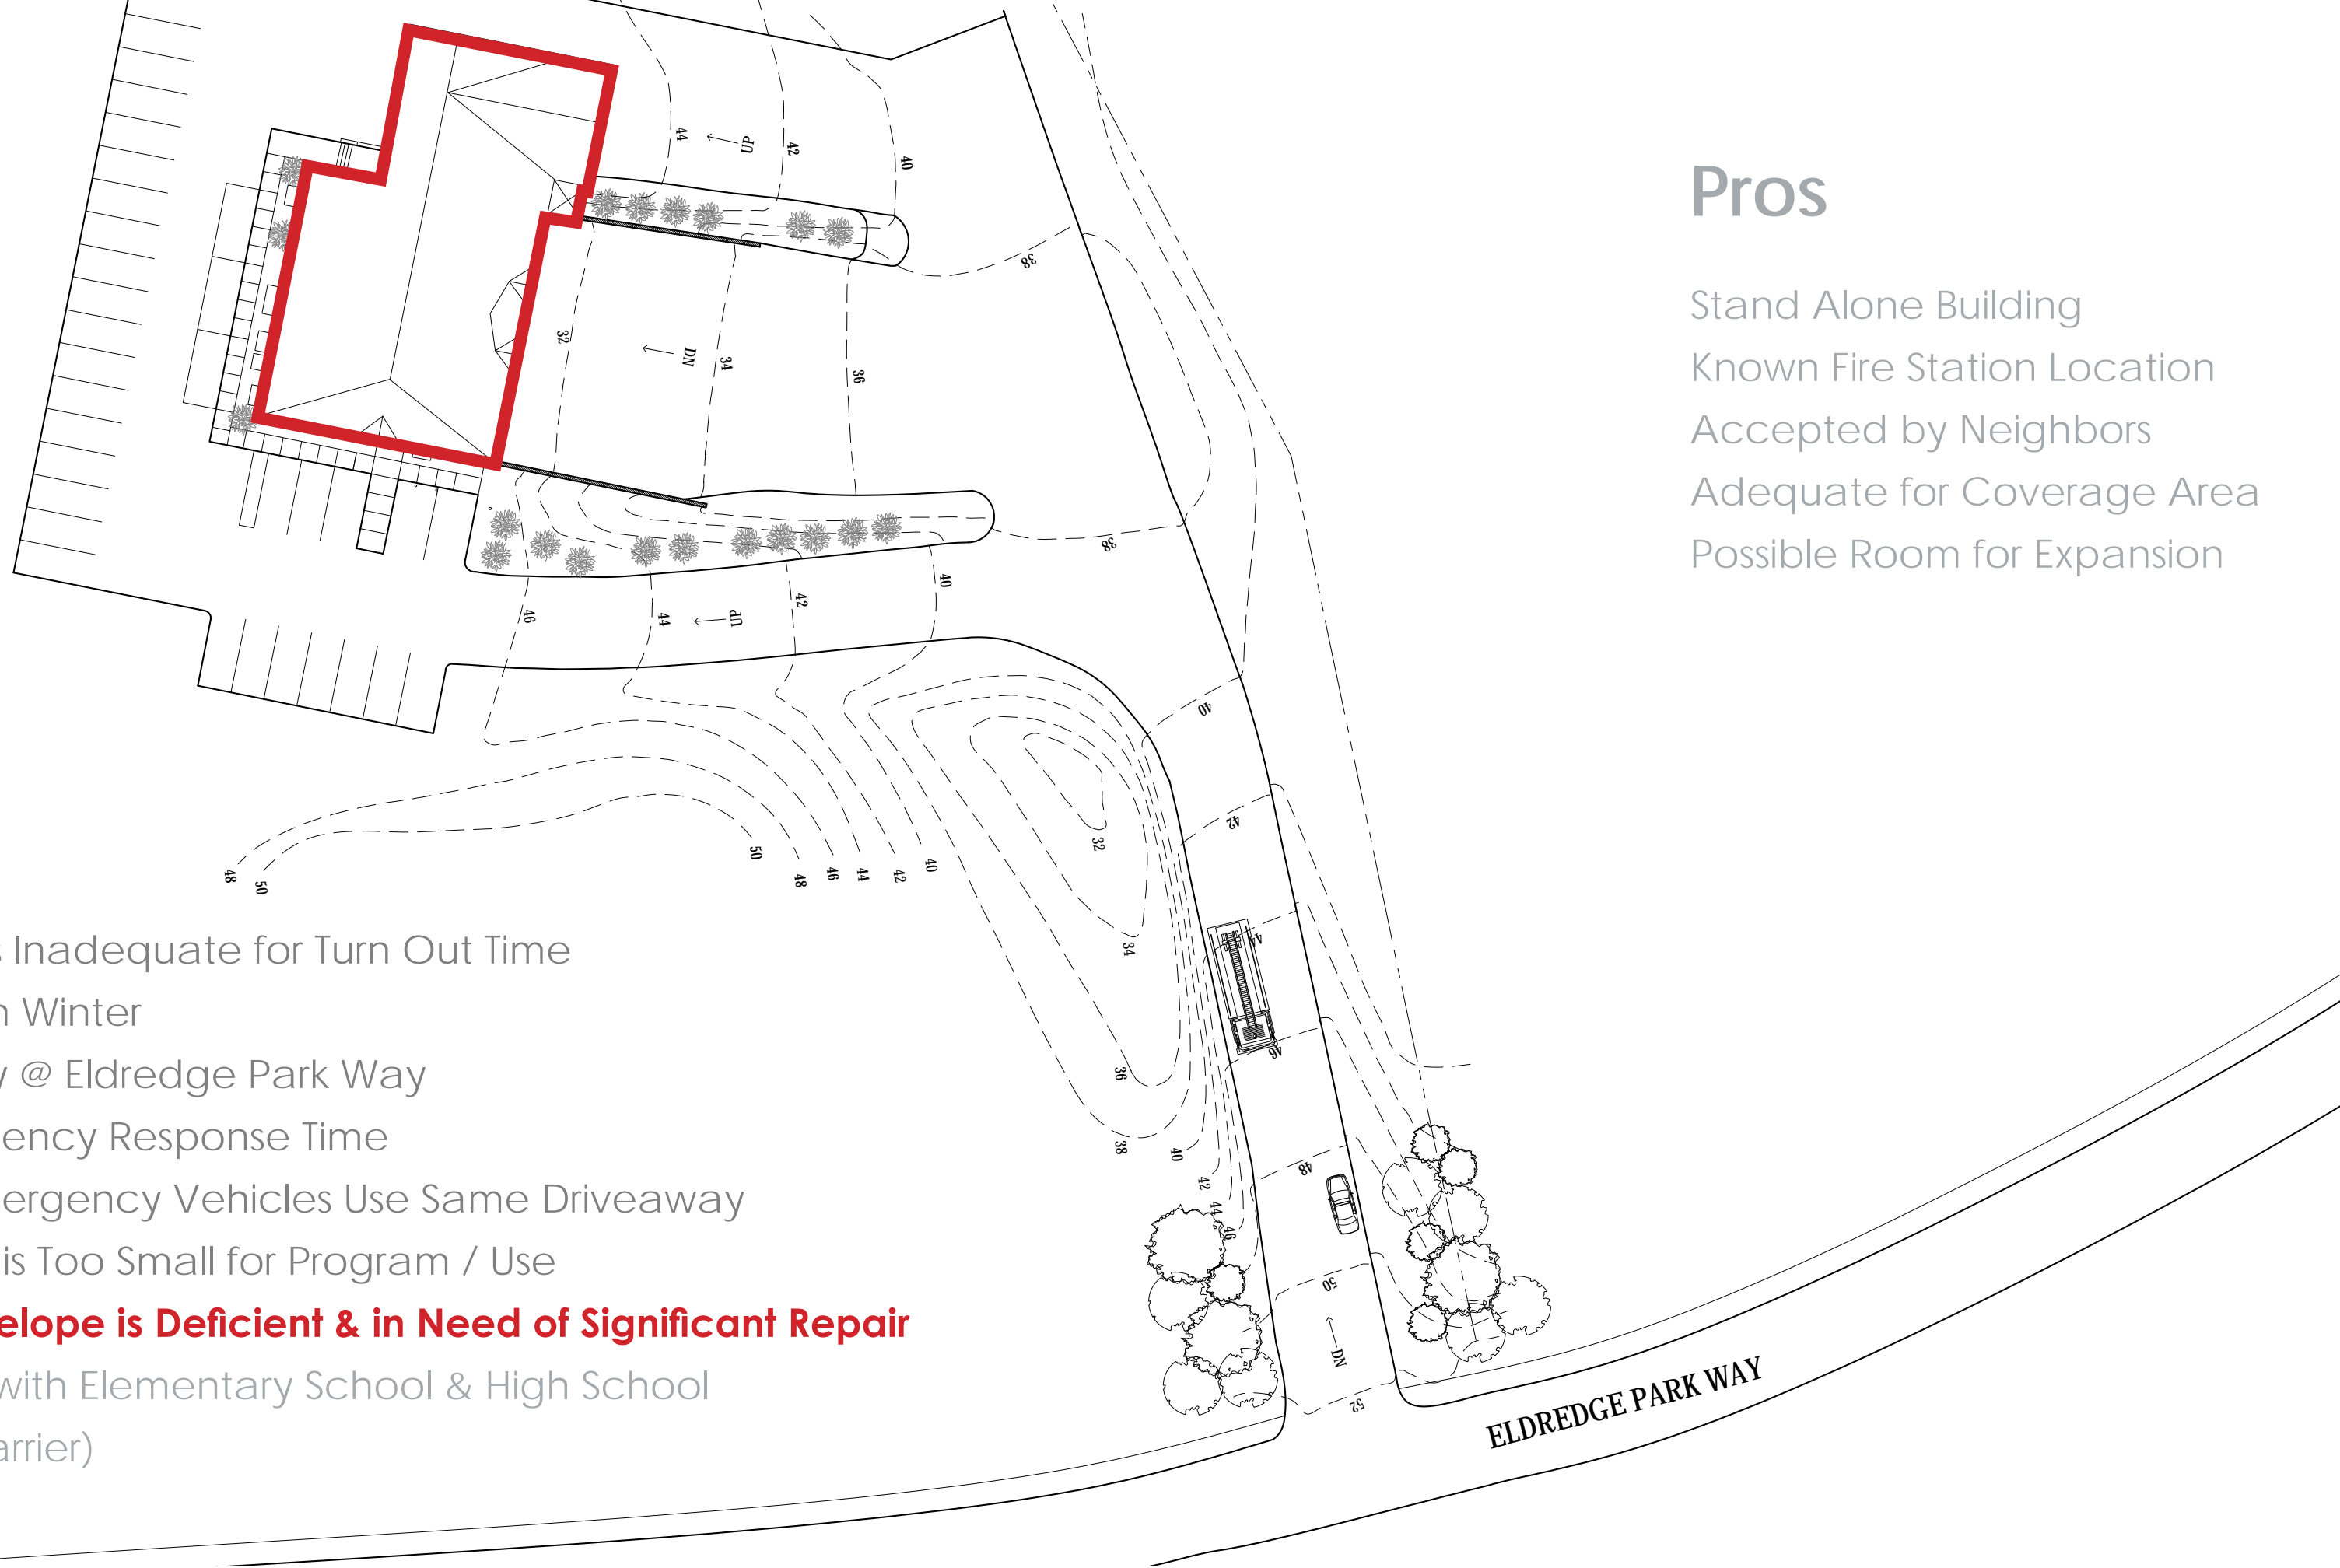 44
UP
42
40
38
32
DN
34
36
38
46
44
UP
42
40
40
42
44
46
48
50
52
DN
48
50
50
48
46
44
42
40
32
34
36
38
40
42
44
46
ELDREDGE PARK WAY
Pros
Stand Alone Building
Known Fire Station Location
Accepted by Neighbors
Adequate for Coverage Area
Possible Room for Expansion
s Inadequate for Turn Out Time
n Winter
y @ Eldredge Park Way
ency Response Time
ergency Vehicles Use Same Driveaway
is Too Small for Program / Use
elope is Deficient & in Need of Significant Repair
with Elementary School & High School
arrier)